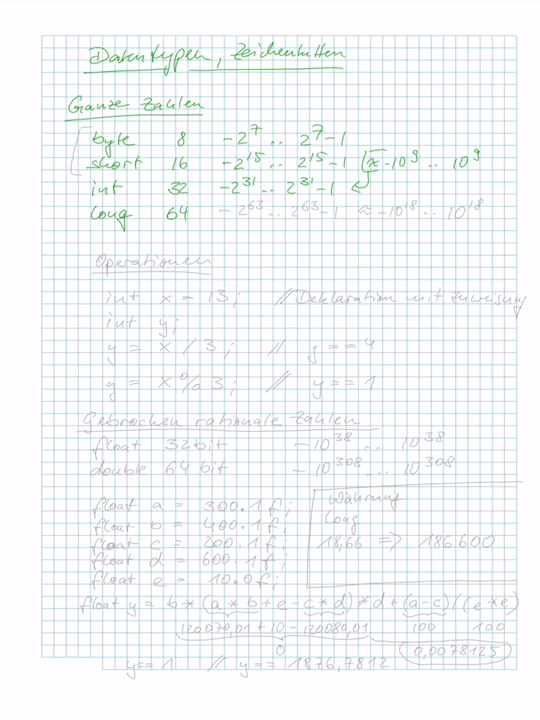 Datentypen, Zeichenketten
Ganze Zahlen
byte 8 -2^7 .. 2^7-1
short 16 -2^15 .. 2^15-1 (≈ -10^9 .. 10^9
int 32 -2^31 .. 2^31-1
long 64 -2^63 .. 2^63-1 ≈ -10^18 .. 10^18
Operationen
int x = 13; // Deklaration mit Zuweisung
int y;
y = x / 3; // y == 4
y = x % 3; // y == 1
Gebrochen rationale Zahlen
float 32 bit -10^38 .. 10^38
double 64 bit -10^308 .. 10^308
float a = 300.1f;
float b = 400.1f;
float c = 200.1f;
float d = 600.1f;
float e = 10.0f;
Währung
Long
18,66 => 186600
float y = b*(a*b+e-c*d)*d+(a-c)/(e*e)
120070,01 + 10 - 120080,01 100 100
0 0,0078125
y == 1 // y == 1876,7812